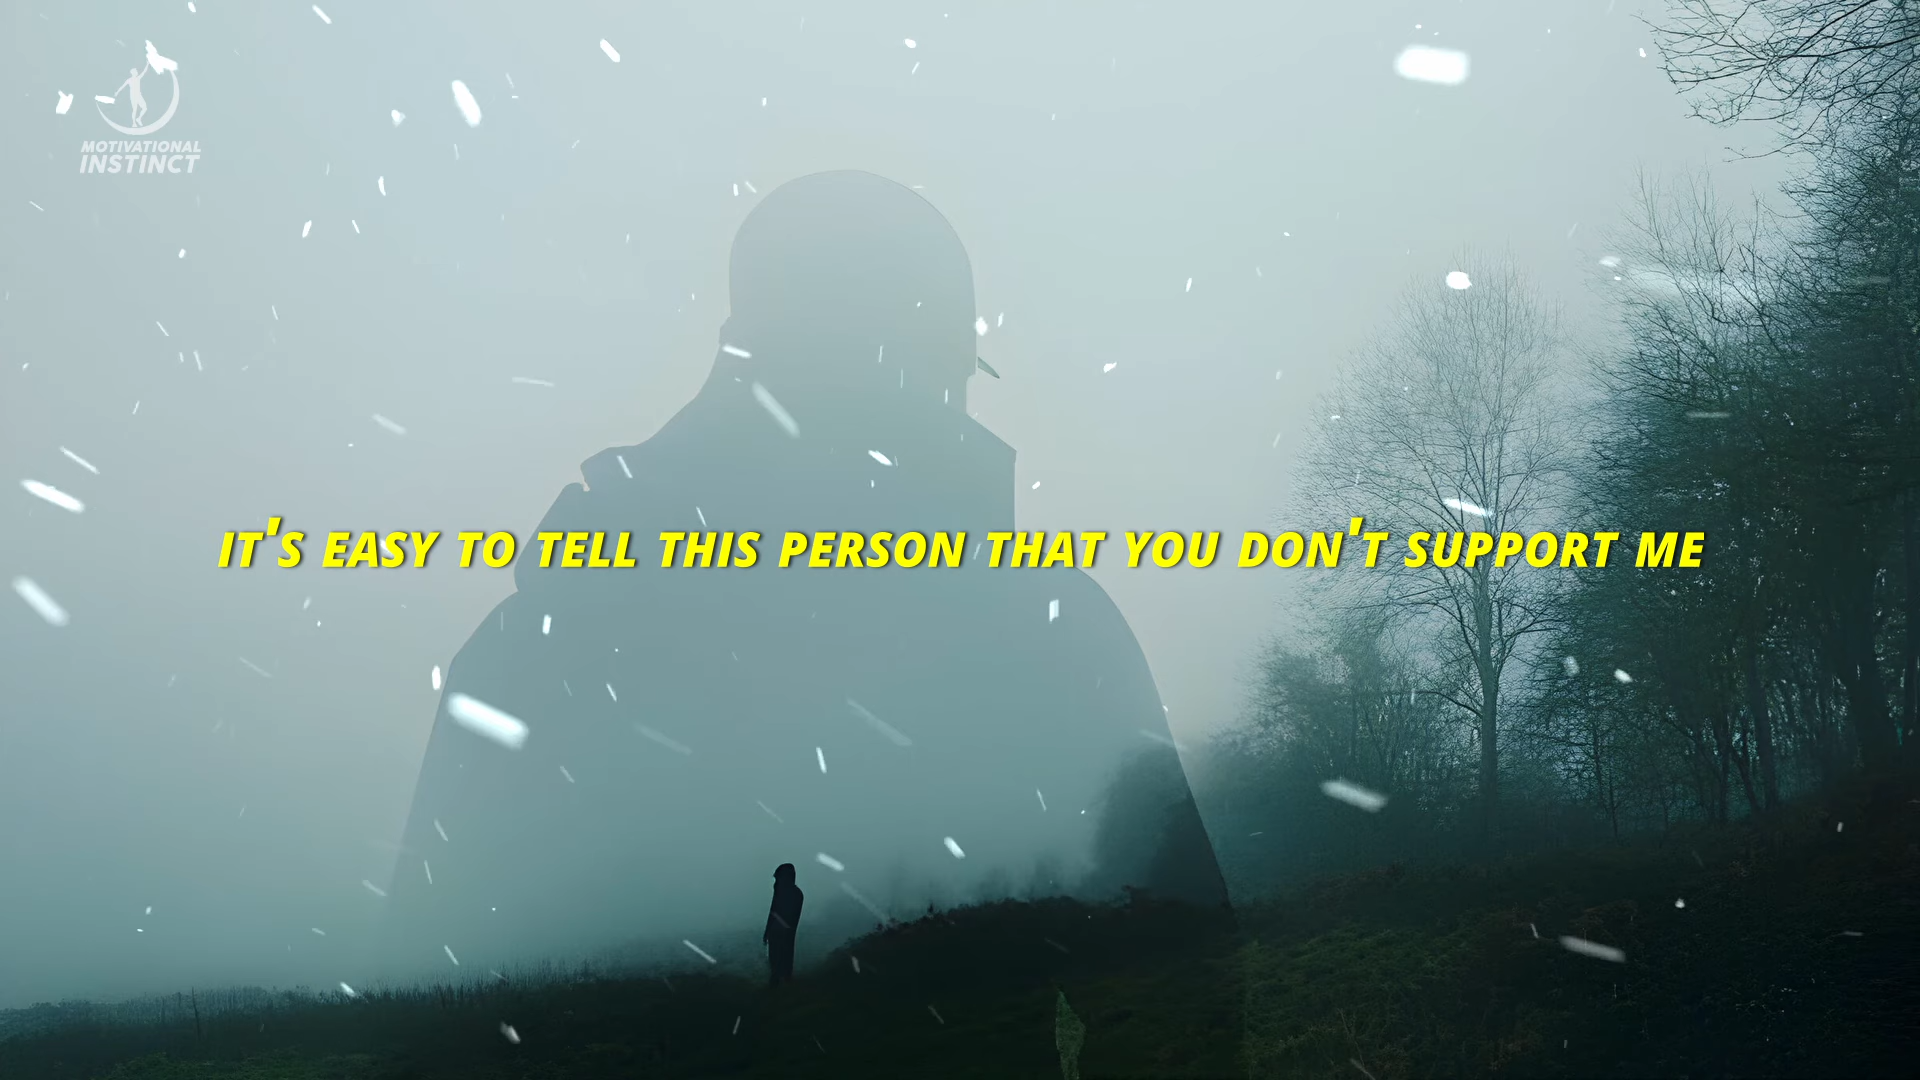 MOTIVATIONAL
INSTINCT
IT'S EASY TO TELL THIS PERSON THAT YOU DON'T SUPPORT ME